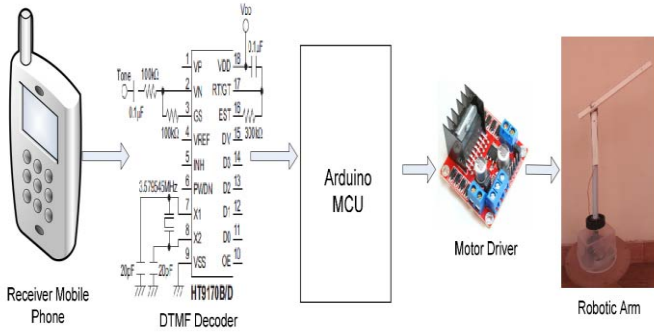 Receiver Mobile
Phone
Tone
0.1µF
100kΩ
100kΩ
3.579545MHz
20pF
20pF
1 VP
2 VN
3 GS
4 VREF
5 INH
6 PWDN
7 X1
8 X2
9 VSS
VDD
0.1µF
VDD 18
RT/GT 17
EST 16
300kΩ
DV 15
D3 14
D2 13
D1 12
D0 11
OE 10
HT9170B/D
DTMF Decoder
Arduino
MCU
Motor Driver
Robotic Arm